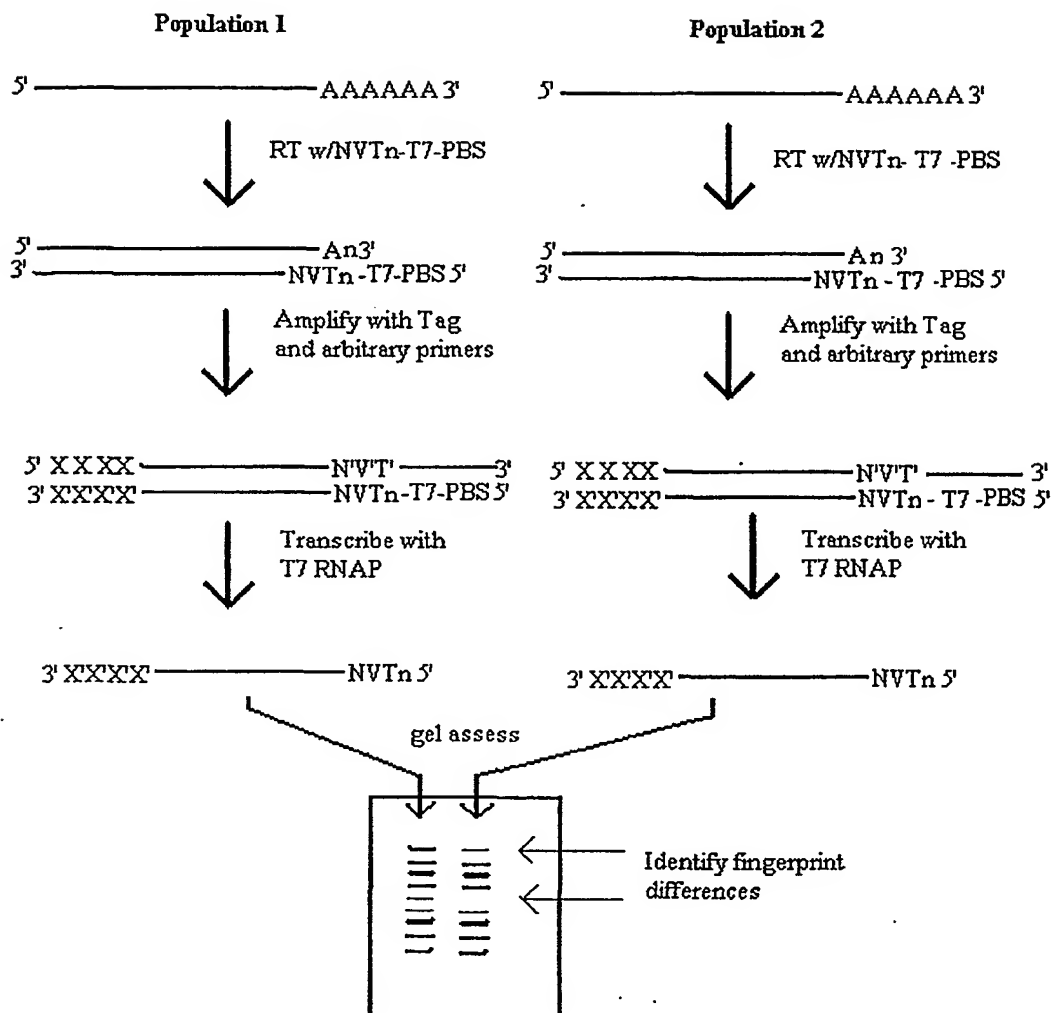 Population 1
Population 2
5' AAAAAA 3'
5' AAAAAA 3'
RT w/NVTn-T7-PBS
RT w/NVTn- T7 -PBS
5' An3'
3' NVTn -T7-PBS 5'
5' An 3'
3' NVTn - T7 -PBS 5'
Amplify with Tag
and arbitrary primers
Amplify with Tag
and arbitrary primers
5' X X XX N'V'T' 3'
3' X'X'X'X' NVTn-T7-PBS 5'
5' X X X X N'V'T' 3'
3' X'X'X'X' NVTn - T7 -PBS 5'
Transcribe with
T7 RNAP
Transcribe with
T7 RNAP
3' X'X'X'X' NVTn 5'
3' X'X'X'X' NVTn 5'
gel assess
Identify fingerprint
differences